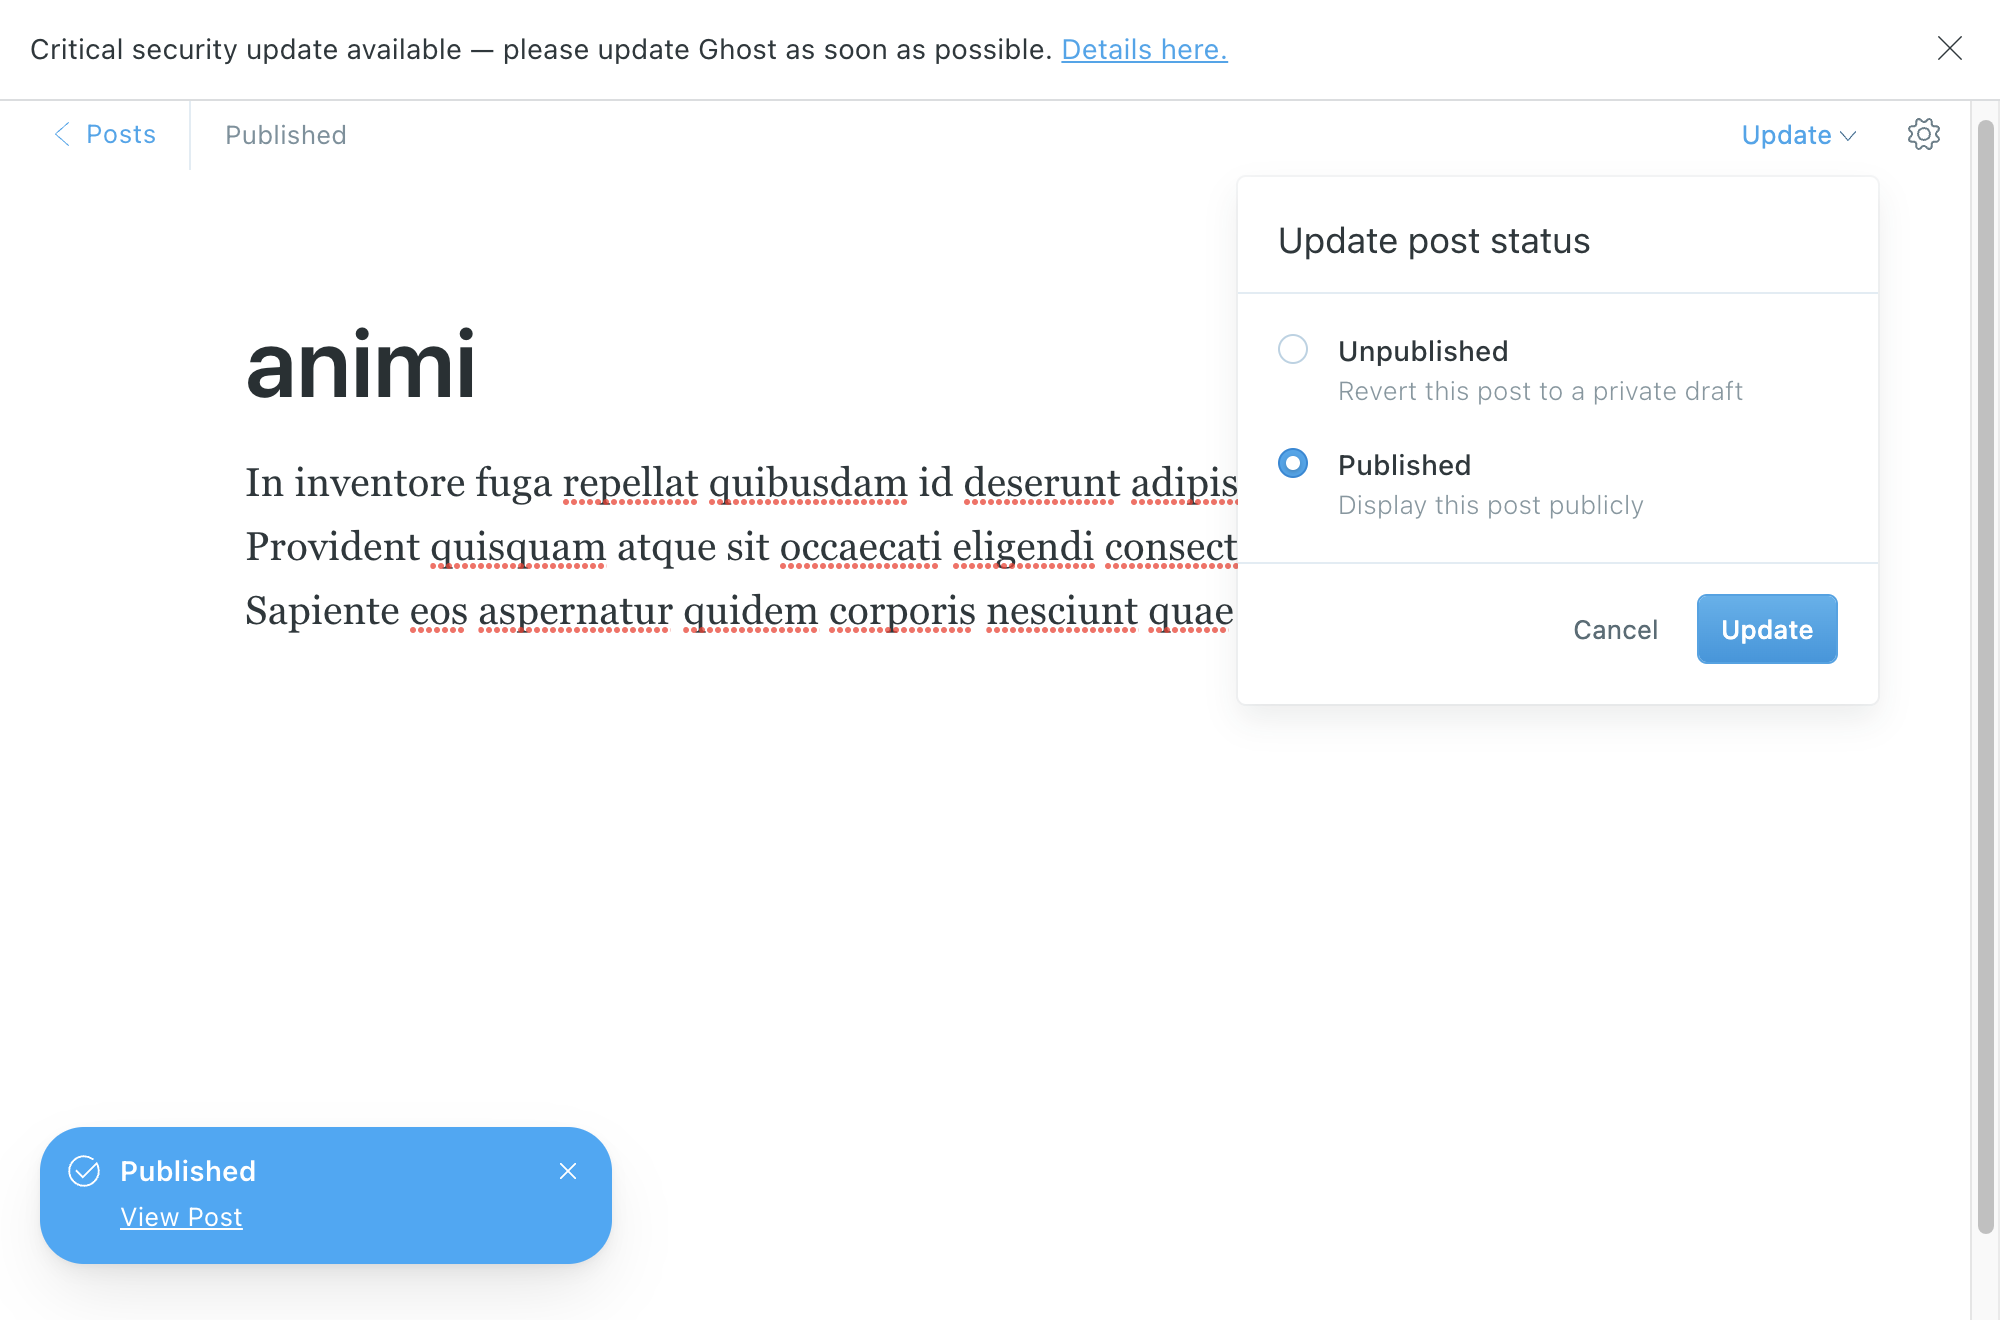 Critical security update available — please update Ghost as soon as possible. Details here.
Posts
Published
Update
Update post status
Unpublished
Revert this post to a private draft
Published
Display this post publicly
Cancel
Update
animi
In inventore fuga repellat quibusdam id deserunt adipis
Provident quisquam atque sit occaecati eligendi consect
Sapiente eos aspernatur quidem corporis nesciunt quae
Published
View Post